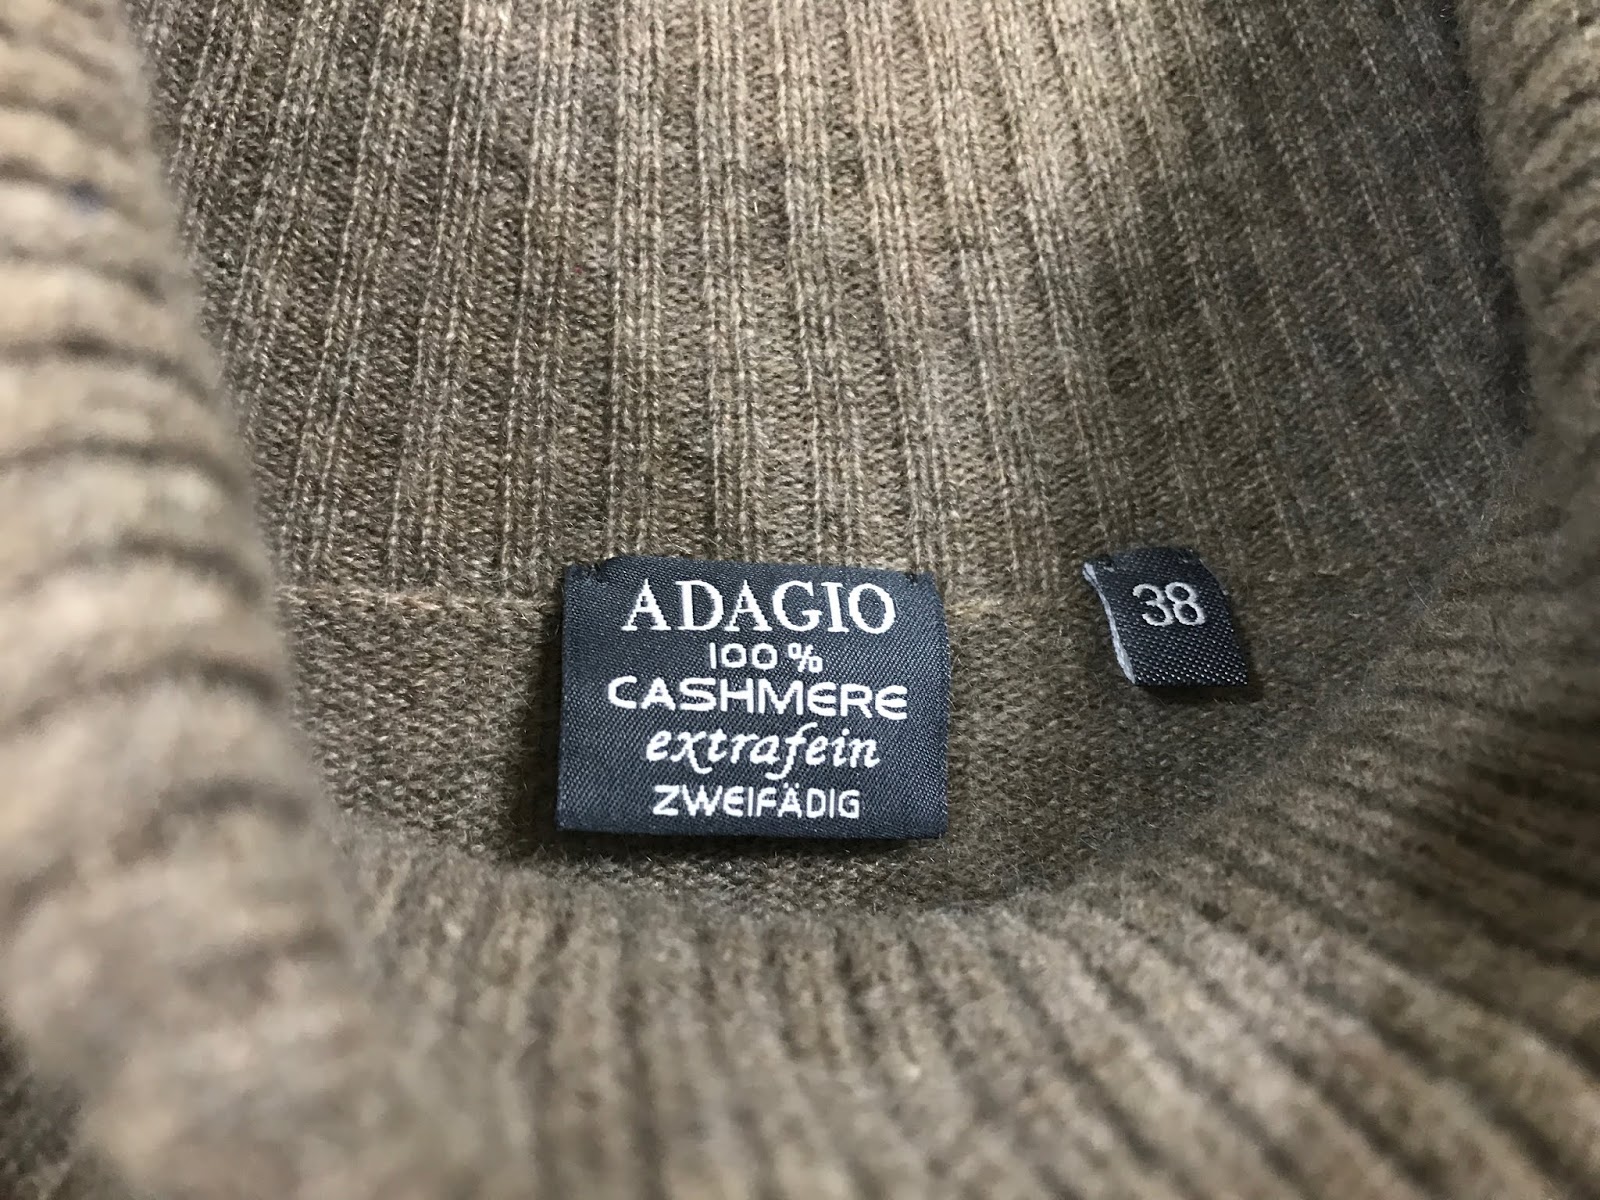 ADAGIO
100%
CASHMERE
extrafein
ZWEIFÄDIG
38